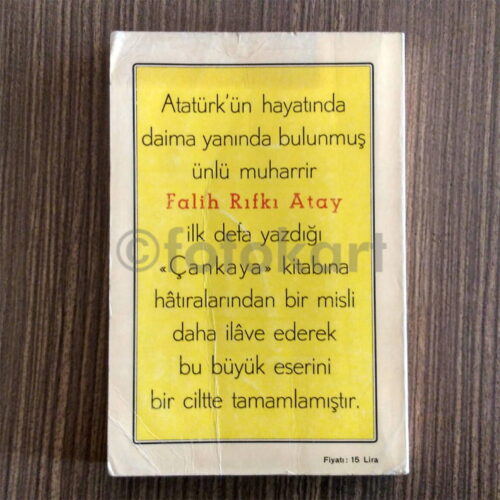 Atatürk'ün hayatında
daima yanında bulunmuş
ünlü muharrir
Falih Rıfkı Atay
ilk defa yazdığı
©fotokart
«Çankaya» kitabına
hâtıralarından bir misli
daha ilâve ederek
bu büyük eserini
bir ciltte tamamlamıştır.
Fiyatı: 15 Lira